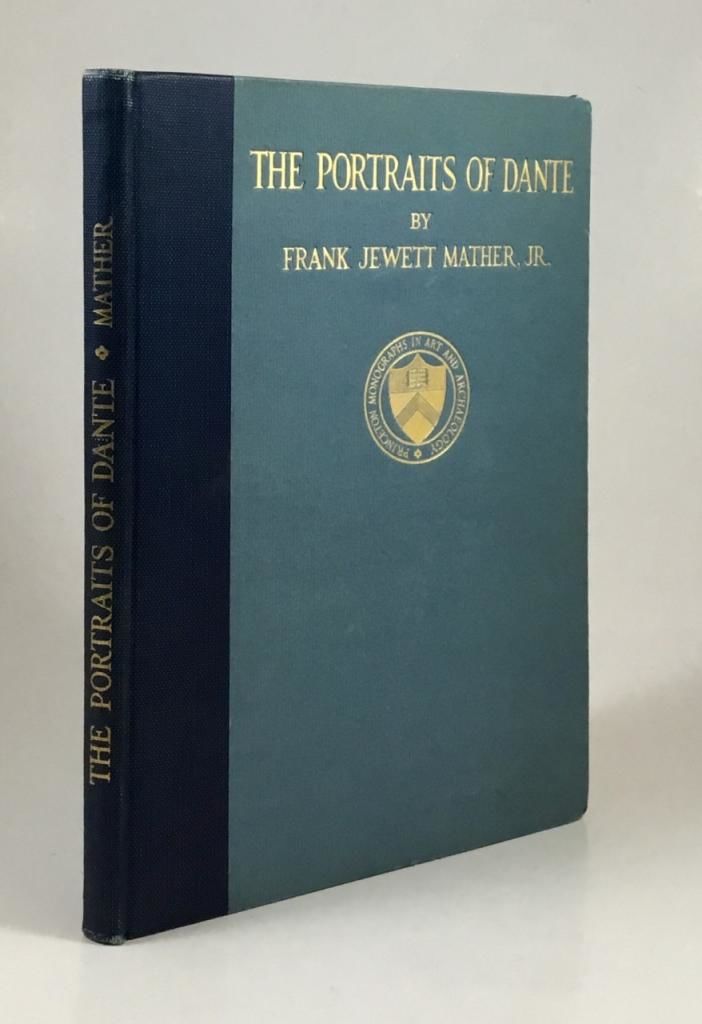 THE PORTRAITS OF DANTE
BY
FRANK JEWETT MATHER, JR.
PRINCETON MONOGRAPHS IN ART AND ARCHAEOLOGY
THE PORTRAITS OF DANTE MATHER